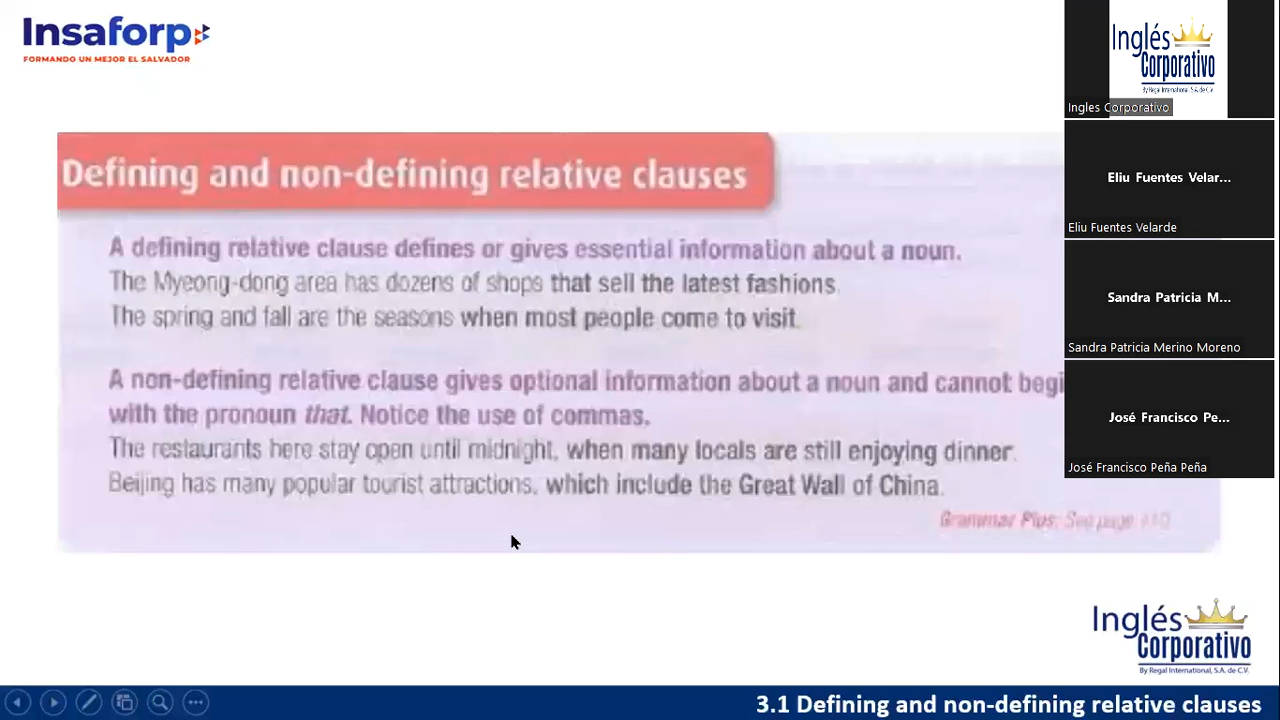 Insaforp
FORMANDO UN MEJOR EL SALVADOR
Inglés
Corporativo
By Regal International, S.A. de C.V.
Ingles Corporativo
Eliu Fuentes Velar...
Eliu Fuentes Velarde
Sandra Patricia M...
Sandra Patricia Merino Moreno
José Francisco Pe...
José Francisco Peña Peña
Defining and non-defining relative clauses
A defining relative clause defines or gives essential information about a noun.
The Myeong-dong area has dozens of shops that sell the latest fashions.
The spring and fall are the seasons when most people come to visit.
A non-defining relative clause gives optional information about a noun and cannot begi
with the pronoun that. Notice the use of commas.
The restaurants here stay open until midnight, when many locals are still enjoying dinner.
Beijing has many popular tourist attractions, which include the Great Wall of China.
Grammar Plus: See page
Inglés
Corporativo
By Regal International, S.A. de C.V.
3.1 Defining and non-defining relative clauses